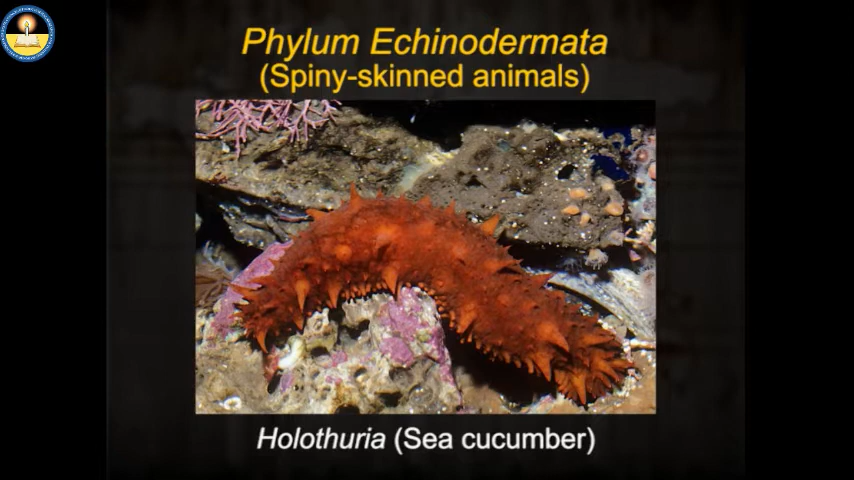 Phylum Echinodermata
(Spiny-skinned animals)
Holothuria (Sea cucumber)